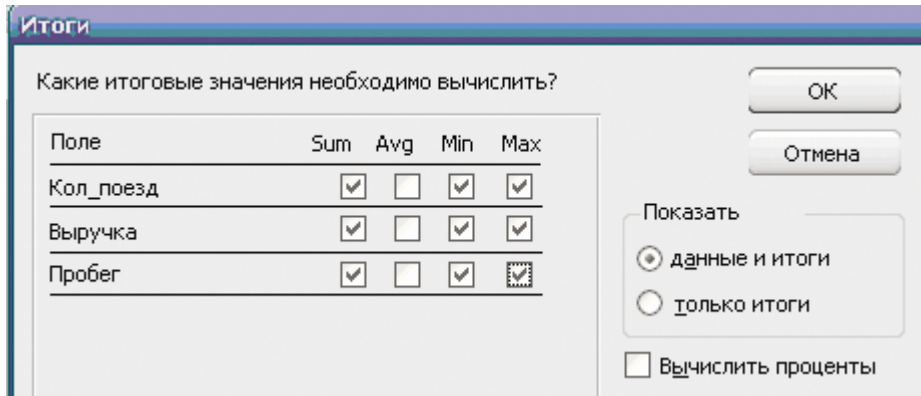 Итоги
Какие итоговые значения необходимо вычислить?
Поле Sum Avg Min Max
Кол_поезд
Выручка
Пробег
ОК
Отмена
Показать
данные и итоги
только итоги
Вычислить проценты